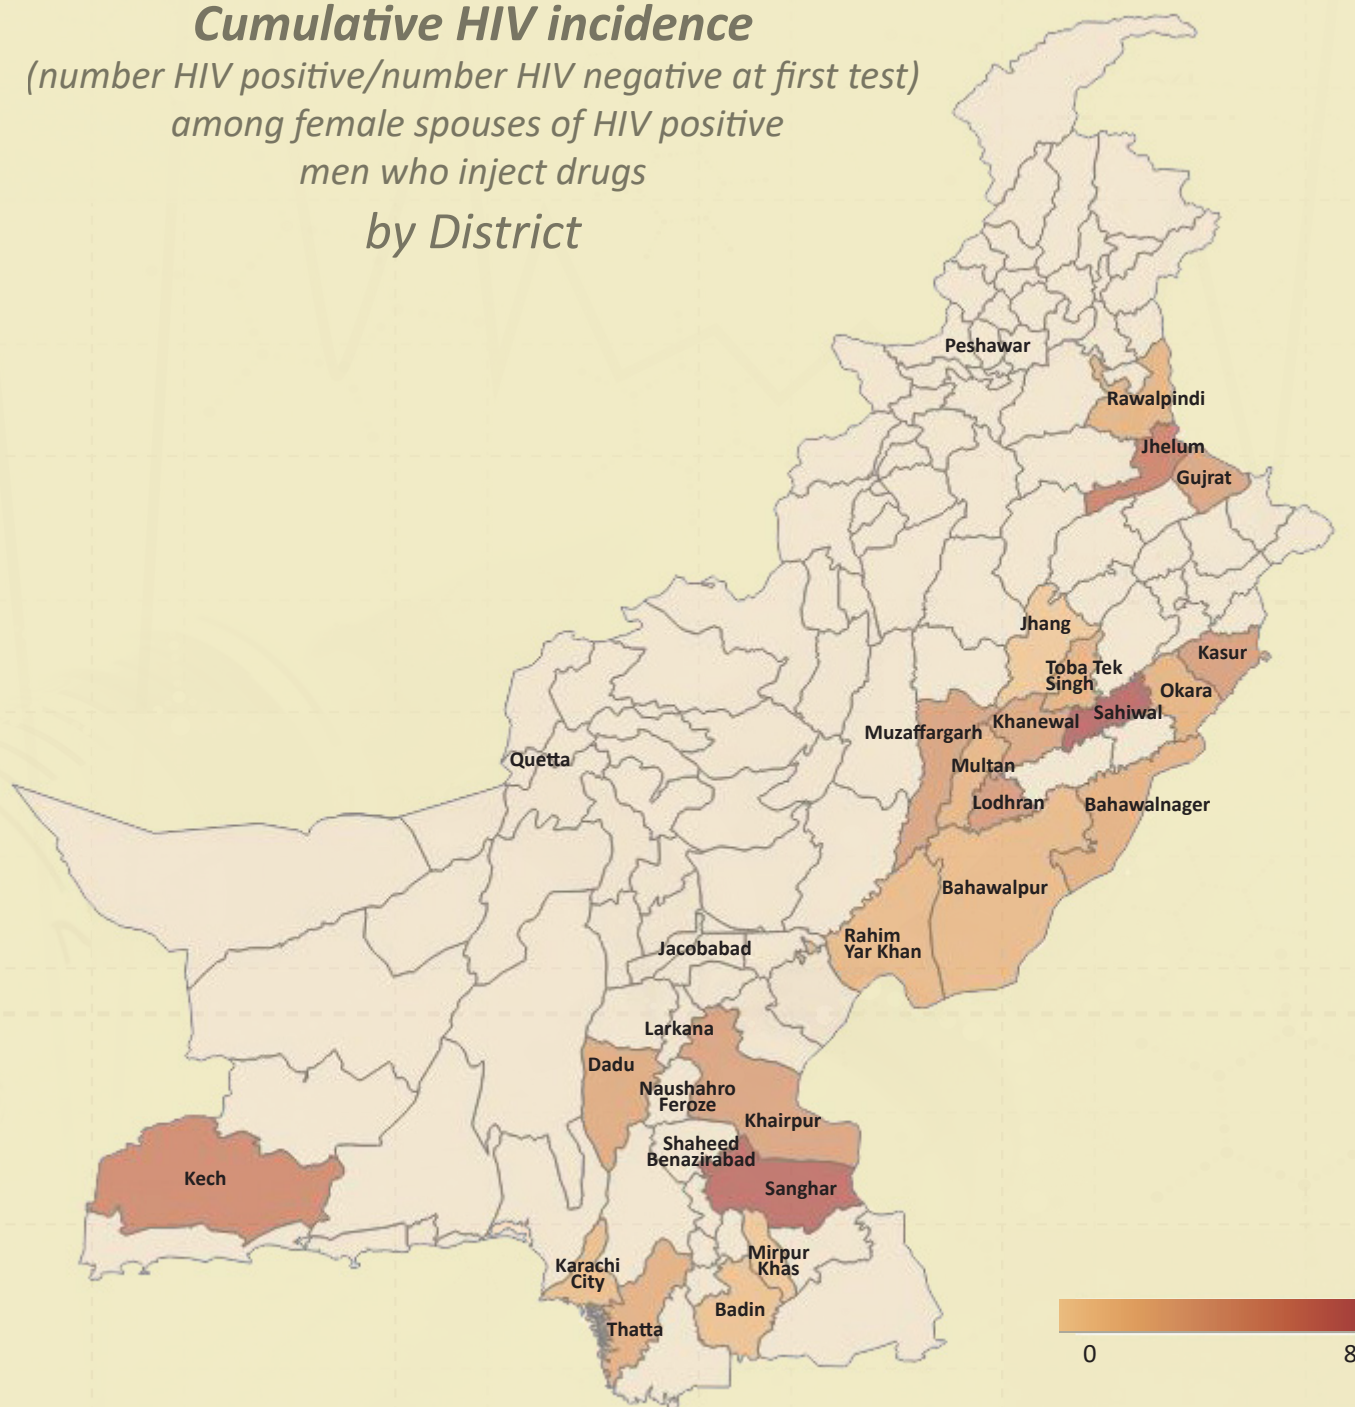 Cumulative HIV incidence
(number HIV positive/number HIV negative at first test)
among female spouses of HIV positive
men who inject drugs
by District
Peshawar
Rawalpindi
Jhelum
Gujrat
Jhang
Kasur
Toba Tek
Singh
Okara
Sahiwal
Khanewal
Muzaffargarh
Quetta
Multan
Lodhran
Bahawalnager
Bahawalpur
Rahim
Yar Khan
Jacobabad
Larkana
Dadu
Naushahro
Feroze
Khairpur
Shaheed
Benazirabad
Kech
Sanghar
Mirpur
Khas
Karachi
City
Badin
Thatta
0
8